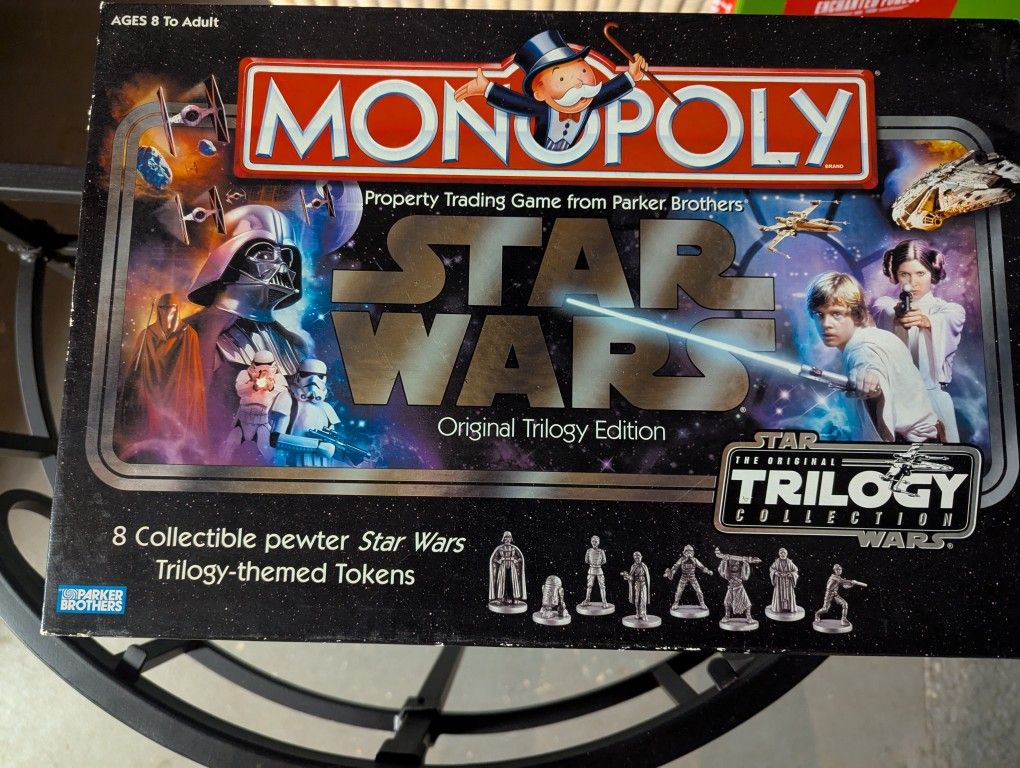 ENCHANTED FOREST
AGES 8 To Adult
MONOPOLY
BRAND
Property Trading Game from Parker Brothers
STAR
WARS®
Original Trilogy Edition
STAR
THE ORIGINAL
TRILOGY
COLLECTION
WARS®
8 Collectible pewter Star Wars
Trilogy-themed Tokens
PARKER
BROTHERS